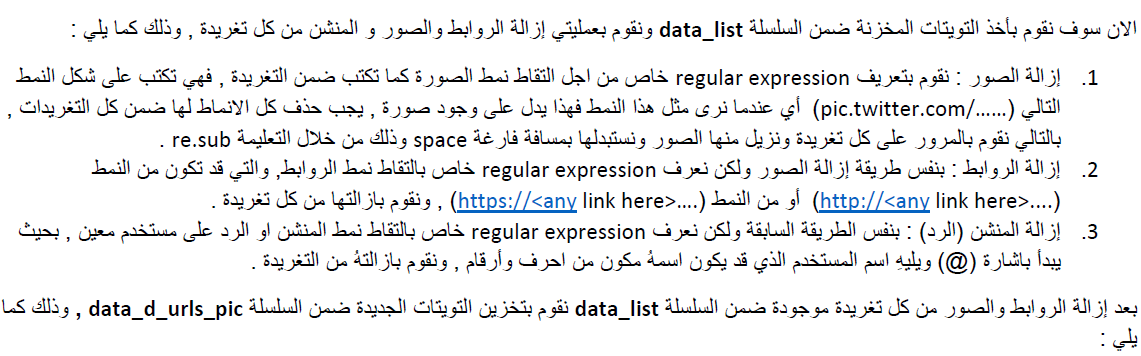 الان سوف نقوم بأخذ التويتات المخزنة ضمن السلسلة data_list ونقوم بعمليتي إزالة الروابط والصور و المنشن من كل تغريدة , وذلك كما يلي :
1. إزالة الصور : نقوم بتعريف regular expression خاص من اجل التقاط نمط الصورة كما تكتب ضمن التغريدة , فهي تكتب على شكل النمط
التالي (pic.twitter.com/......) أي عندما نرى مثل هذا النمط فهذا يدل على وجود صورة , يجب حذف كل الانماط لها ضمن كل التغريدات ,
بالتالي نقوم بالمرور على كل تغريدة ونزيل منها الصور ونستبدلها بمسافة فارغة space وذلك من خلال التعليمة re.sub .
2. إزالة الروابط : بنفس طريقة إزالة الصور ولكن نعرف regular expression خاص بالتقاط نمط الروابط, والتي قد تكون من النمط
(http://<any link here>....) أو من النمط (https://<any link here>....) , ونقوم بازالتها من كل تغريدة .
3. إزالة المنشن (الرد) : بنفس الطريقة السابقة ولكن نعرف regular expression خاص بالتقاط نمط المنشن او الرد على مستخدم معين , بحيث
يبدأ باشارة (@) ويليهِ اسم المستخدم الذي قد يكون اسمهُ مكون من احرف وأرقام , ونقوم بازالتهُ من التغريدة .
بعد إزالة الروابط والصور من كل تغريدة موجودة ضمن السلسلة data_list نقوم بتخزين التويتات الجديدة ضمن السلسلة data_d_urls_pic , وذلك كما
يلي :